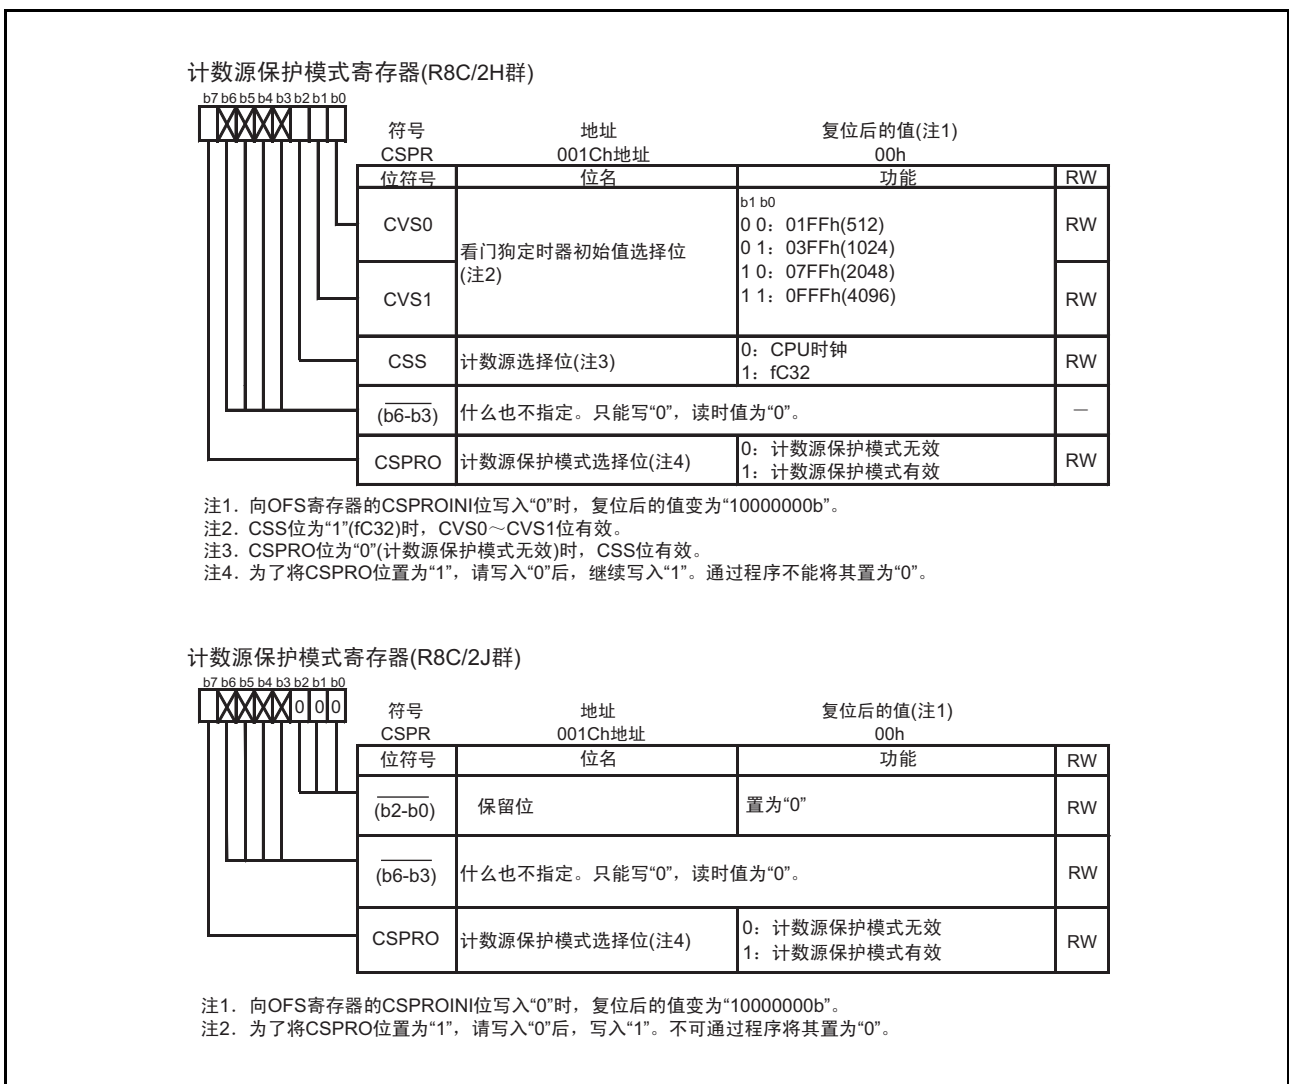 计数源保护模式寄存器(R8C/2H群)
b7 b6 b5 b4 b3 b2 b1 b0
符号 地址 复位后的值(注1)
CSPR 001Ch地址 00h
位符号 位名 功能 RW
CVS0 看门狗定时器初始值选择位(注2) b1 b0
0 0：01FFh(512)
0 1：03FFh(1024)
1 0：07FFh(2048)
1 1：0FFFh(4096) RW
CVS1 RW
CSS 计数源选择位(注3) 0：CPU时钟
1：fC32 RW
(b6-b3) 什么也不指定。只能写“0”，读时值为“0”。 －
CSPRO 计数源保护模式选择位(注4) 0：计数源保护模式无效
1：计数源保护模式有效 RW
注1. 向OFS寄存器的CSPROINI位写入“0”时，复位后的值变为“10000000b”。
注2. CSS位为“1”(fC32)时，CVS0～CVS1位有效。
注3. CSPRO位为“0”(计数源保护模式无效)时，CSS位有效。
注4. 为了将CSPRO位置为“1”，请写入“0”后，继续写入“1”。通过程序不能将其置为“0”。
计数源保护模式寄存器(R8C/2J群)
b7 b6 b5 b4 b3 b2 b1 b0
0 0 0
符号 地址 复位后的值(注1)
CSPR 001Ch地址 00h
位符号 位名 功能 RW
(b2-b0) 保留位 置为“0” RW
(b6-b3) 什么也不指定。只能写“0”，读时值为“0”。 RW
CSPRO 计数源保护模式选择位(注4) 0：计数源保护模式无效
1：计数源保护模式有效 RW
注1. 向OFS寄存器的CSPROINI位写入“0”时，复位后的值变为“10000000b”。
注2. 为了将CSPRO位置为“1”，请写入“0”后，写入“1”。不可通过程序将其置为“0”。